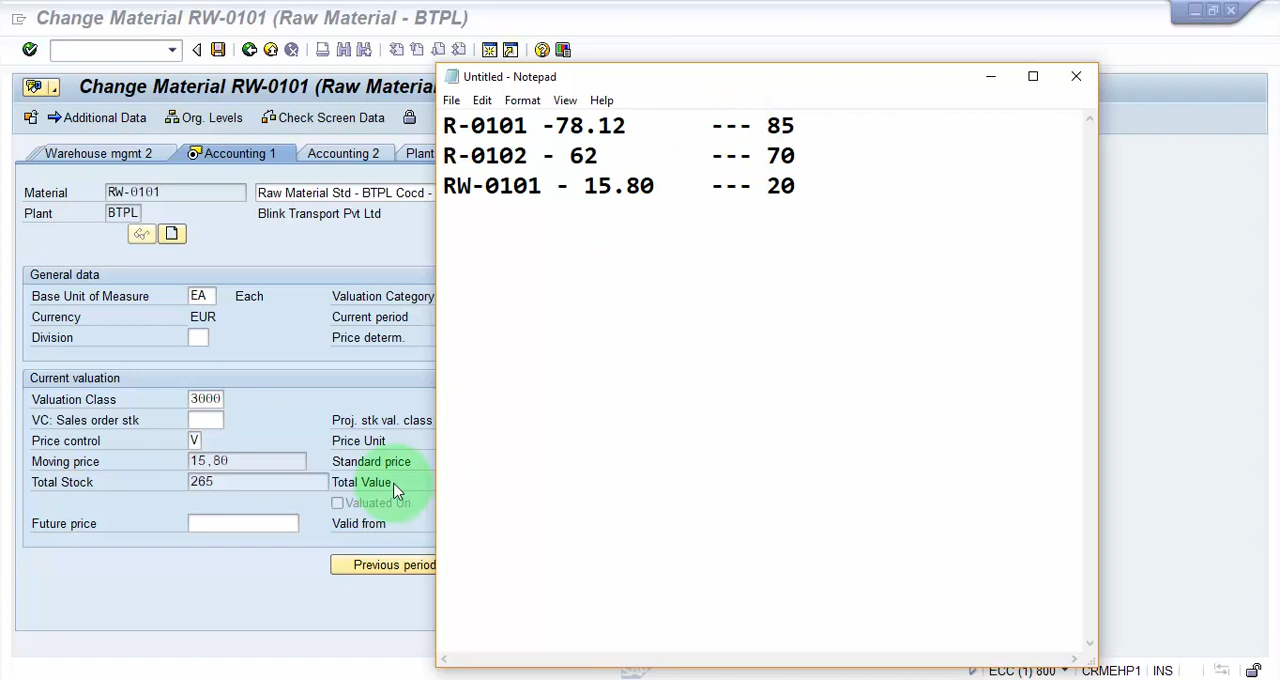 Change Material RW-0101 (Raw Material - BTPL)
Change Material RW-0101 (Raw Material
Additional Data Org. Levels Check Screen Data
Warehouse mgmt 2 Accounting 1 Accounting 2 Plant
Material RW-0101 Raw Material Std - BTPL Cocd -
Plant BTPL Blink Transport Pvt Ltd
General data
Base Unit of Measure EA Each Valuation Category
Currency EUR Current period
Division Price determ.
Current valuation
Valuation Class 3000
VC: Sales order stk Proj. stk val. class
Price control V Price Unit
Moving price 15,80 Standard price
Total Stock 265 Total Value
Valuated On
Future price Valid from
Previous period
Untitled - Notepad
File Edit Format View Help
R-0101 -78.12 --- 85
R-0102 - 62 --- 70
RW-0101 - 15.80 --- 20
ECC (1) 800 CRMEHP1 INS